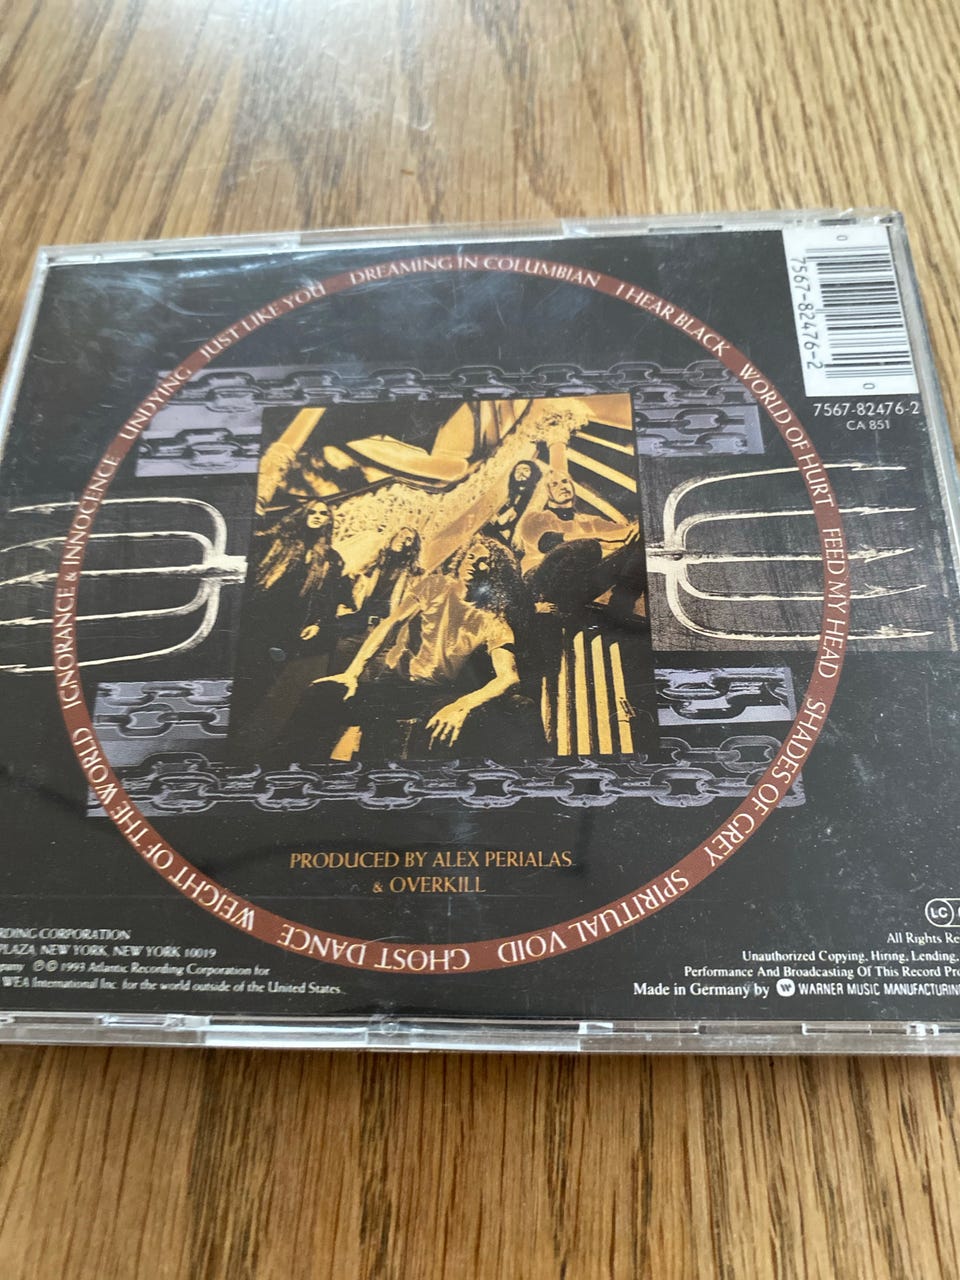 DREAMING IN COLUMBIAN
I HEAR BLACK
WORLD OF HURT
FEED MY HEAD
SHADES OF GREY
SPIRITUAL VOID
GHOST DANCE
WEIGHT OF THE WORLD
IGNORANCE & INNOCENCE
UNDYING
JUST LIKE YOU
0
7567-82476-2
0
7567-82476-2
CA 851
PRODUCED BY ALEX PERIALAS
& OVERKILL
RDING CORPORATION
PLAZA, NEW YORK, NEW YORK 10019
mpany ℗ © 1993 Atlantic Recording Corporation for
WEA International Inc. for the world outside of the United States.
LC
All Rights Re
Unauthorized Copying, Hiring, Lending,
Performance And Broadcasting Of This Record Pro
Made in Germany by WARNER MUSIC MANUFACTURIN